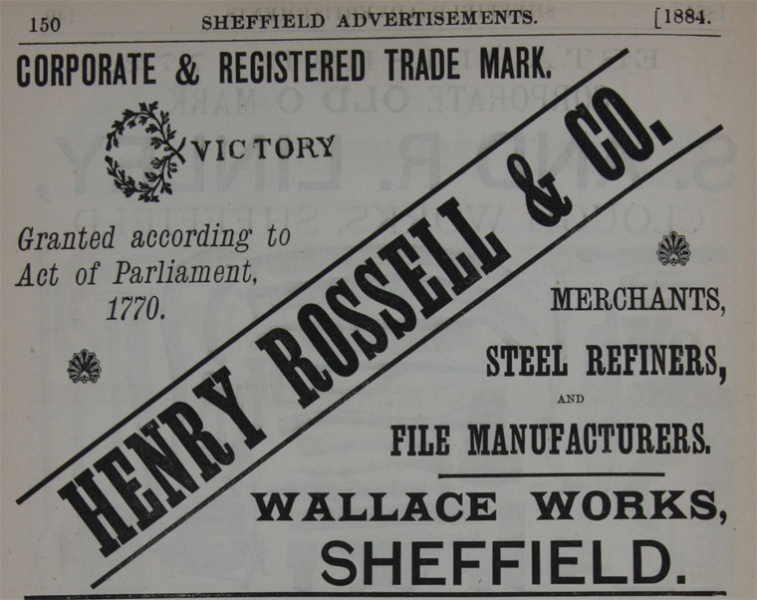 150 SHEFFIELD ADVERTISEMENTS. [1884.
CORPORATE & REGISTERED TRADE MARK.
VICTORY
Granted according to
Act of Parliament,
1770.
HENRY ROSSELL & CO.
MERCHANTS,
STEEL REFINERS,
AND
FILE MANUFACTURERS.
WALLACE WORKS,
SHEFFIELD.